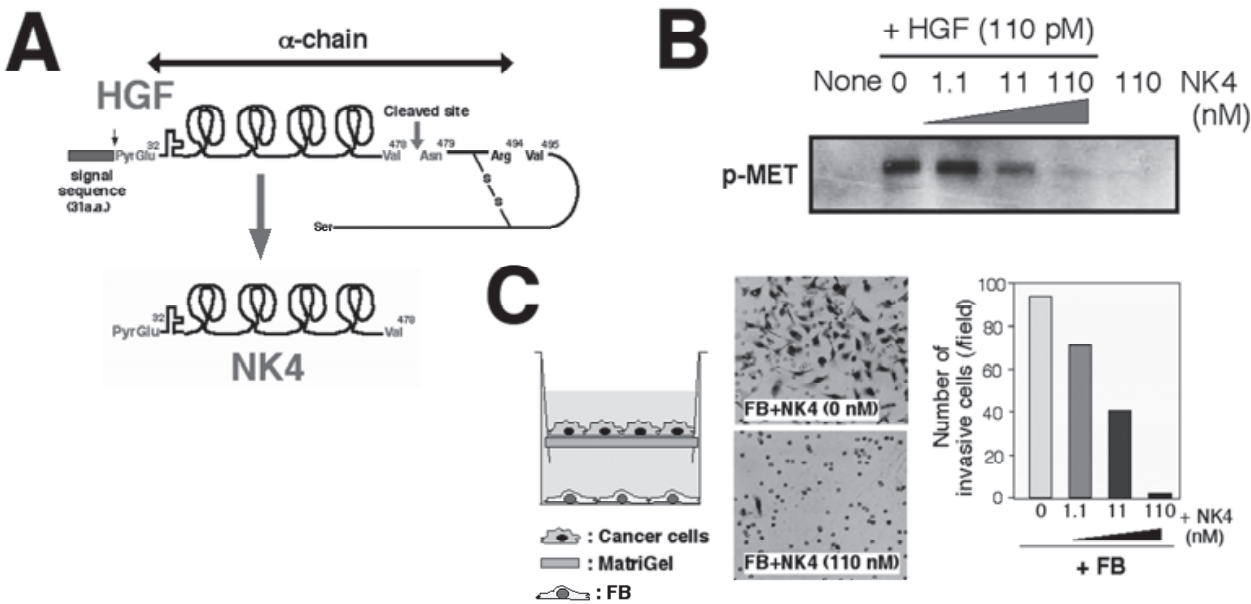 A
α-chain
HGF
Cleaved site
32
478
479
494
495
PyrGlu
Val
Asn
Arg
Val
signal
sequence
(31a.a.)
S
S
Ser
32
478
PyrGlu
Val
NK4
B
+ HGF (110 pM)
None 0 1.1 11 110 110 NK4
(nM)
p-MET
C
: Cancer cells
: MatriGel
: FB
FB+NK4 (0 nM)
FB+NK4 (110 nM)
Number of
invasive cells (/field)
100
80
60
40
20
0
0 1.1 11 110 + NK4
(nM)
+ FB